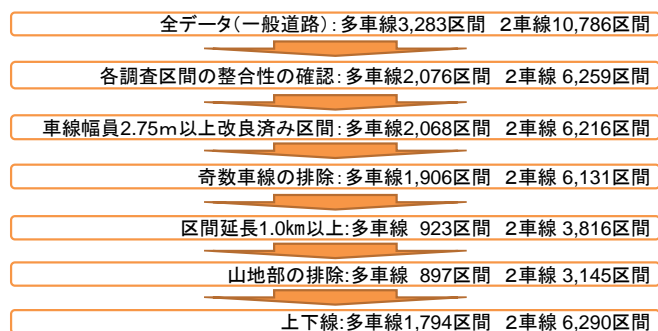 全データ(一般道路):多車線3,283区間 2車線10,786区間
各調査区間の整合性の確認:多車線2,076区間 2車線 6,259区間
車線幅員2.75m以上改良済み区間:多車線2,068区間 2車線 6,216区間
奇数車線の排除:多車線1,906区間 2車線 6,131区間
区間延長1.0㎞以上:多車線 923区間 2車線 3,816区間
山地部の排除:多車線 897区間 2車線 3,145区間
上下線:多車線1,794区間 2車線 6,290区間